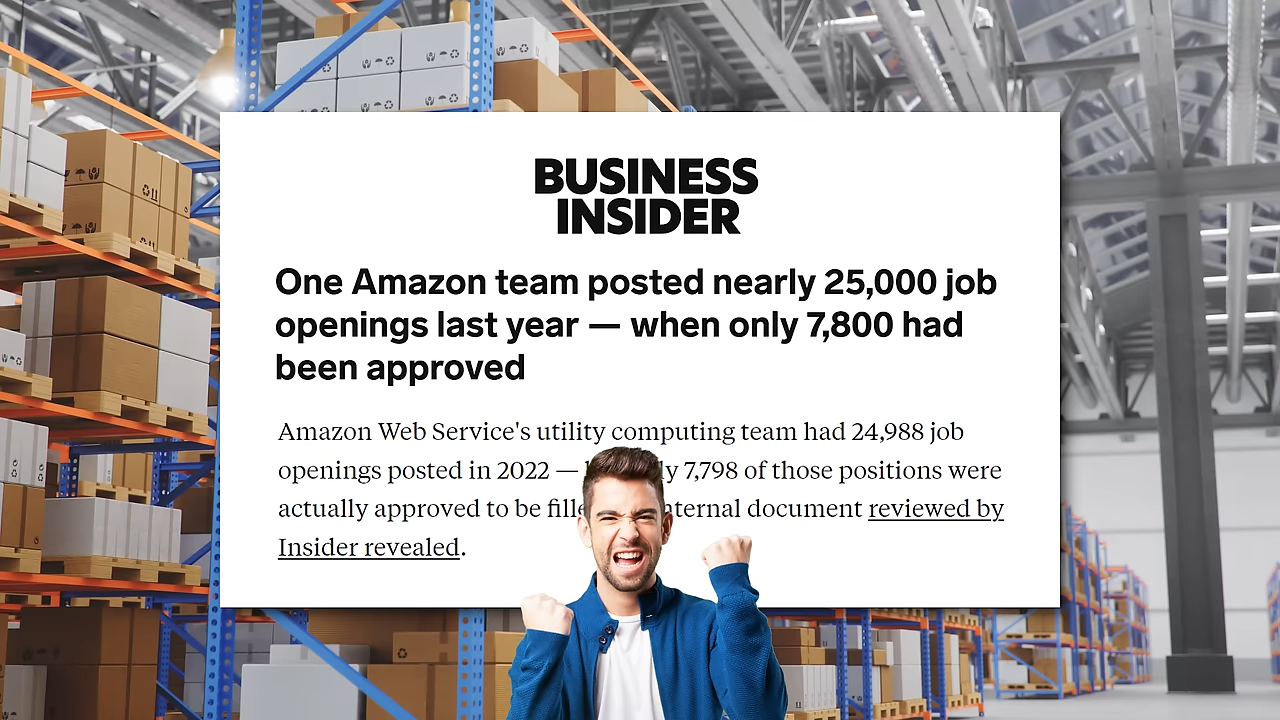 BUSINESS
INSIDER
One Amazon team posted nearly 25,000 job
openings last year — when only 7,800 had
been approved
Amazon Web Service's utility computing team had 24,988 job
openings posted in 2022 — 7,798 of those positions were
actually approved to be internal document reviewed by
Insider revealed.